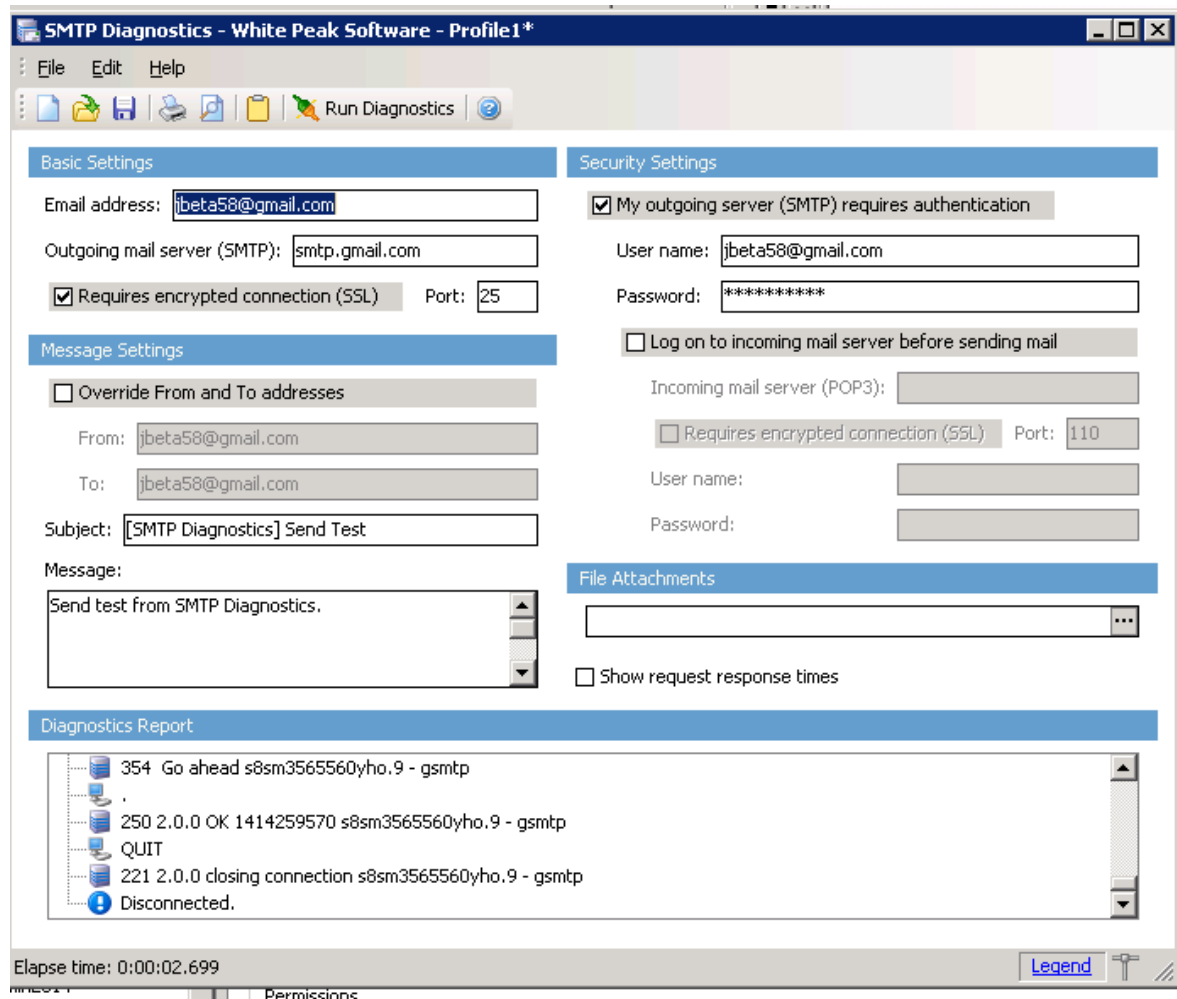 SMTP Diagnostics - White Peak Software - Profile1*
File Edit Help
Run Diagnostics
Basic Settings
Email address: jbeta58@gmail.com
Outgoing mail server (SMTP): smtp.gmail.com
Requires encrypted connection (SSL) Port: 25
Message Settings
Override From and To addresses
From: jbeta58@gmail.com
To: jbeta58@gmail.com
Subject: [SMTP Diagnostics] Send Test
Message:
Send test from SMTP Diagnostics.
Security Settings
My outgoing server (SMTP) requires authentication
User name: jbeta58@gmail.com
Password: **********
Log on to incoming mail server before sending mail
Incoming mail server (POP3):
Requires encrypted connection (SSL) Port: 110
User name:
Password:
File Attachments
...
Show request response times
Diagnostics Report
354 Go ahead s8sm3565560yho.9 - gsmtp
.
250 2.0.0 OK 1414259570 s8sm3565560yho.9 - gsmtp
QUIT
221 2.0.0 closing connection s8sm3565560yho.9 - gsmtp
Disconnected.
Elapse time: 0:00:02.699
Legend
Permissions